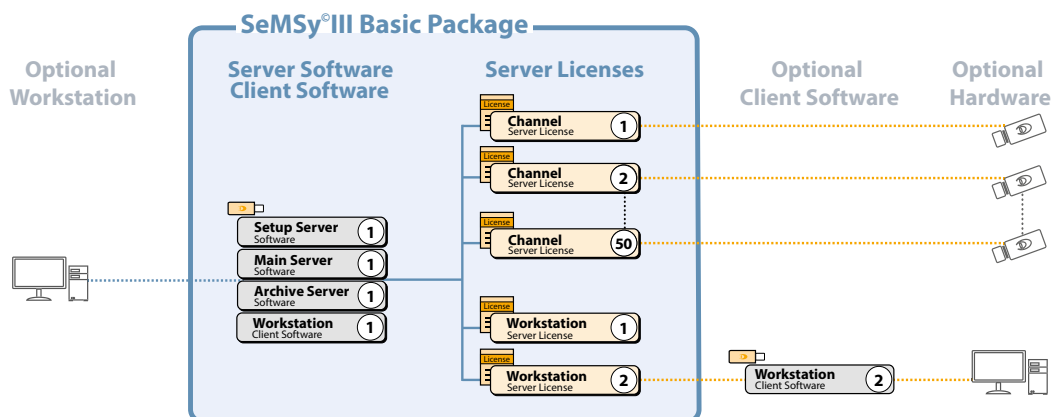 SeMSy©III Basic Package
Optional
Workstation
Server Software
Client Software
Server Licenses
Optional
Client Software
Optional
Hardware
License
Channel
Server License
1
License
Channel
Server License
2
License
Channel
Server License
50
Setup Server
Software
1
Main Server
Software
1
Archive Server
Software
1
Workstation
Client Software
1
License
Workstation
Server License
1
License
Workstation
Server License
2
Workstation
Client Software
2